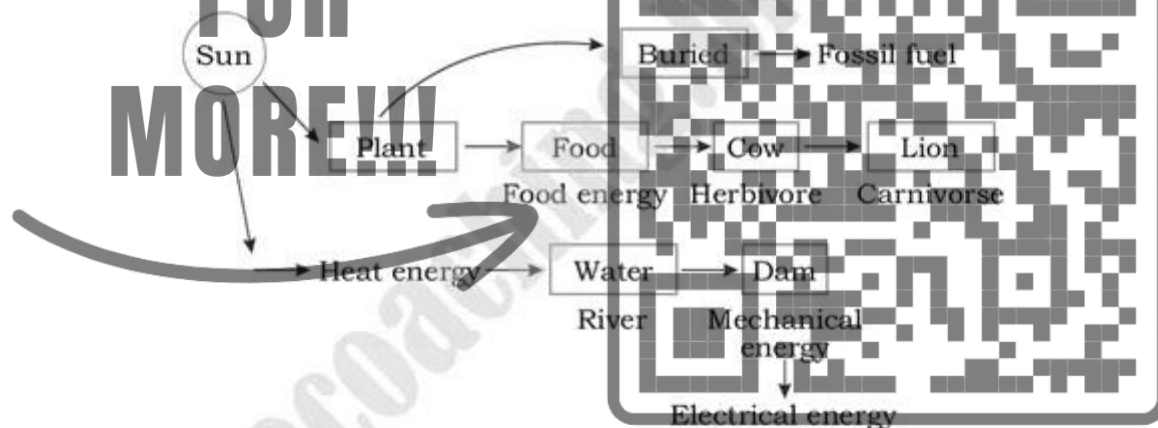 FOR
Sun
Buried Fossil fuel
MORE!!!
Plant Food Cow Lion
Food energy Herbivore Carnivorse
Heat energy Water Dam
River Mechanical
energy
Electrical energy